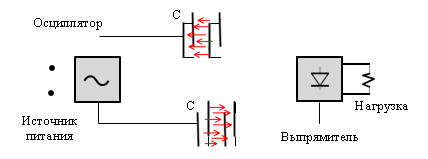 Осциллятор
С
С
Источник
питания
Нагрузка
Выпрямитель